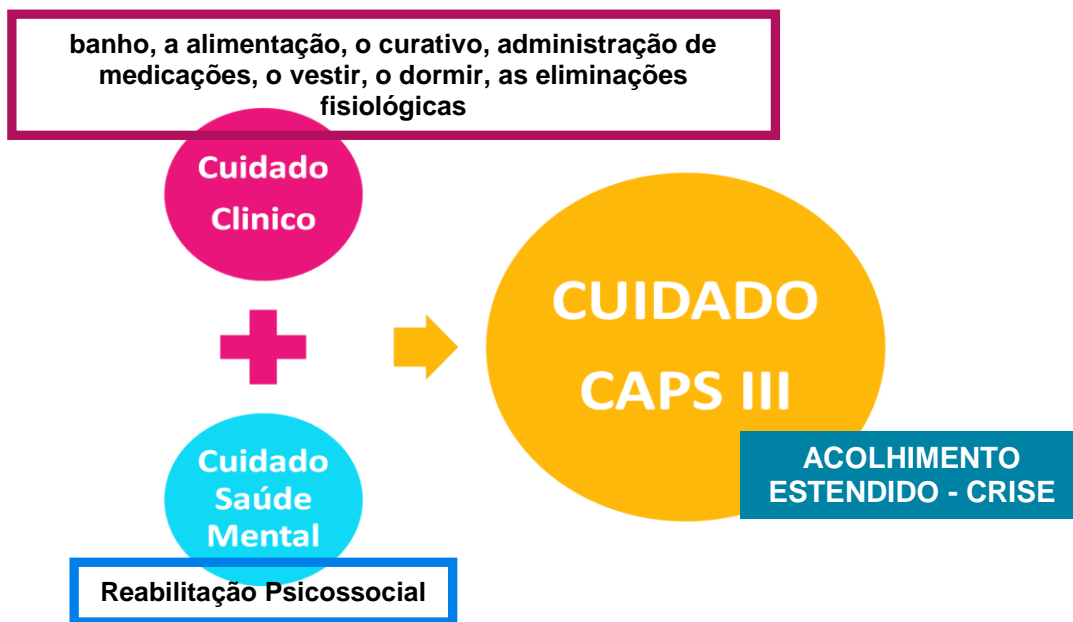 banho, a alimentação, o curativo, administração de
medicações, o vestir, o dormir, as eliminações
fisiológicas
Cuidado
Clinico
CUIDADO
CAPS III
ACOLHIMENTO
ESTENDIDO - CRISE
Cuidado
Saúde
Mental
Reabilitação Psicossocial